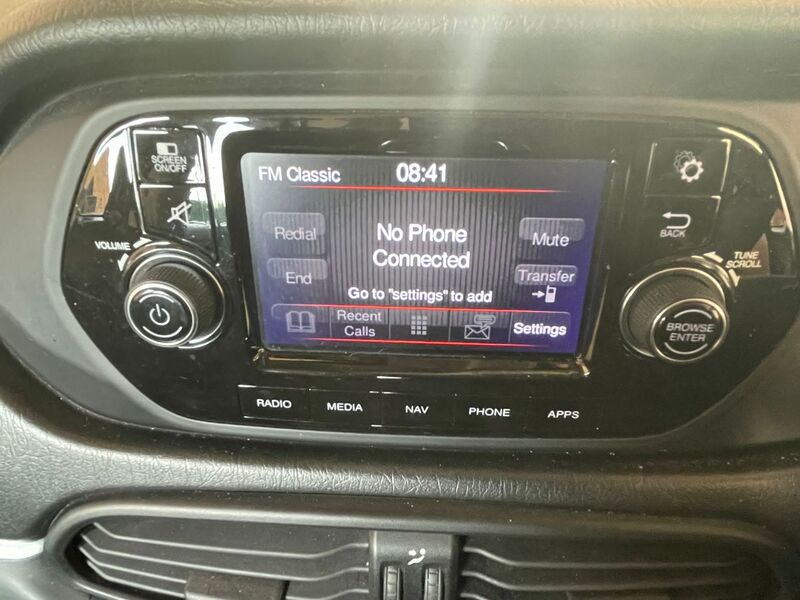 SCREEN
ON/OFF
FM Classic 08:41
Redial
No Phone
Connected
Mute
End
Transfer
Go to "settings" to add
Recent
Calls
Settings
VOLUME
BACK
TUNE
SCROLL
BROWSE
ENTER
RADIO MEDIA NAV PHONE APPS